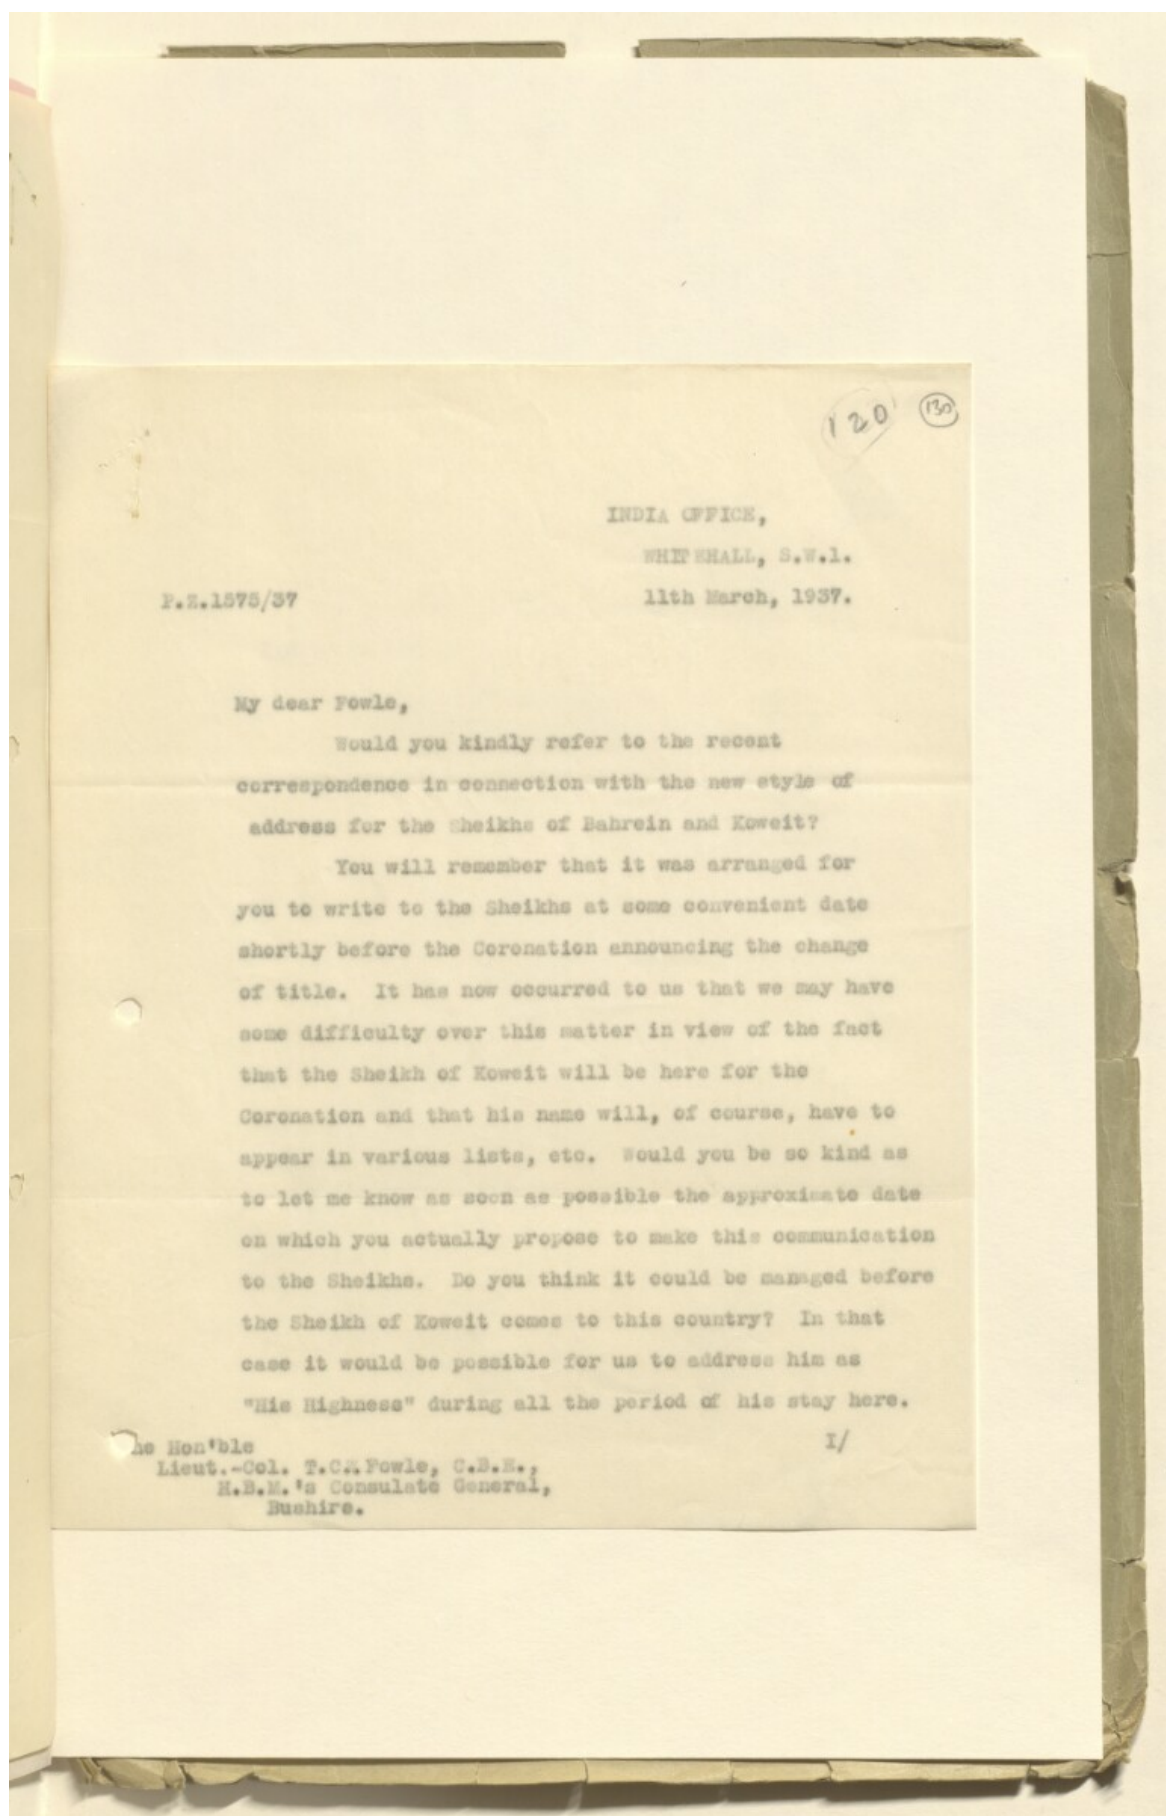 120 130
INDIA OFFICE,
WHITEHALL, S.W.1.
P.Z.1575/37
11th March, 1937.
My dear Fowle,
Would you kindly refer to the recent
correspondence in connection with the new style of
address for the Sheikhs of Bahrein and Koweit?
You will remember that it was arranged for
you to write to the Sheikhs at some convenient date
shortly before the Coronation announcing the change
of title. It has now occurred to us that we may have
some difficulty over this matter in view of the fact
that the Sheikh of Koweit will be here for the
Coronation and that his name will, of course, have to
appear in various lists, etc. Would you be so kind as
to let me know as soon as possible the approximate date
on which you actually propose to make this communication
to the Sheikhs. Do you think it could be managed before
the Sheikh of Koweit comes to this country? In that
case it would be possible for us to address him as
"His Highness" during all the period of his stay here.
I/
he Hon'ble
Lieut.-Col. T.C. Fowle, C.B.E.,
H.B.M.'s Consulate General,
Bushire.